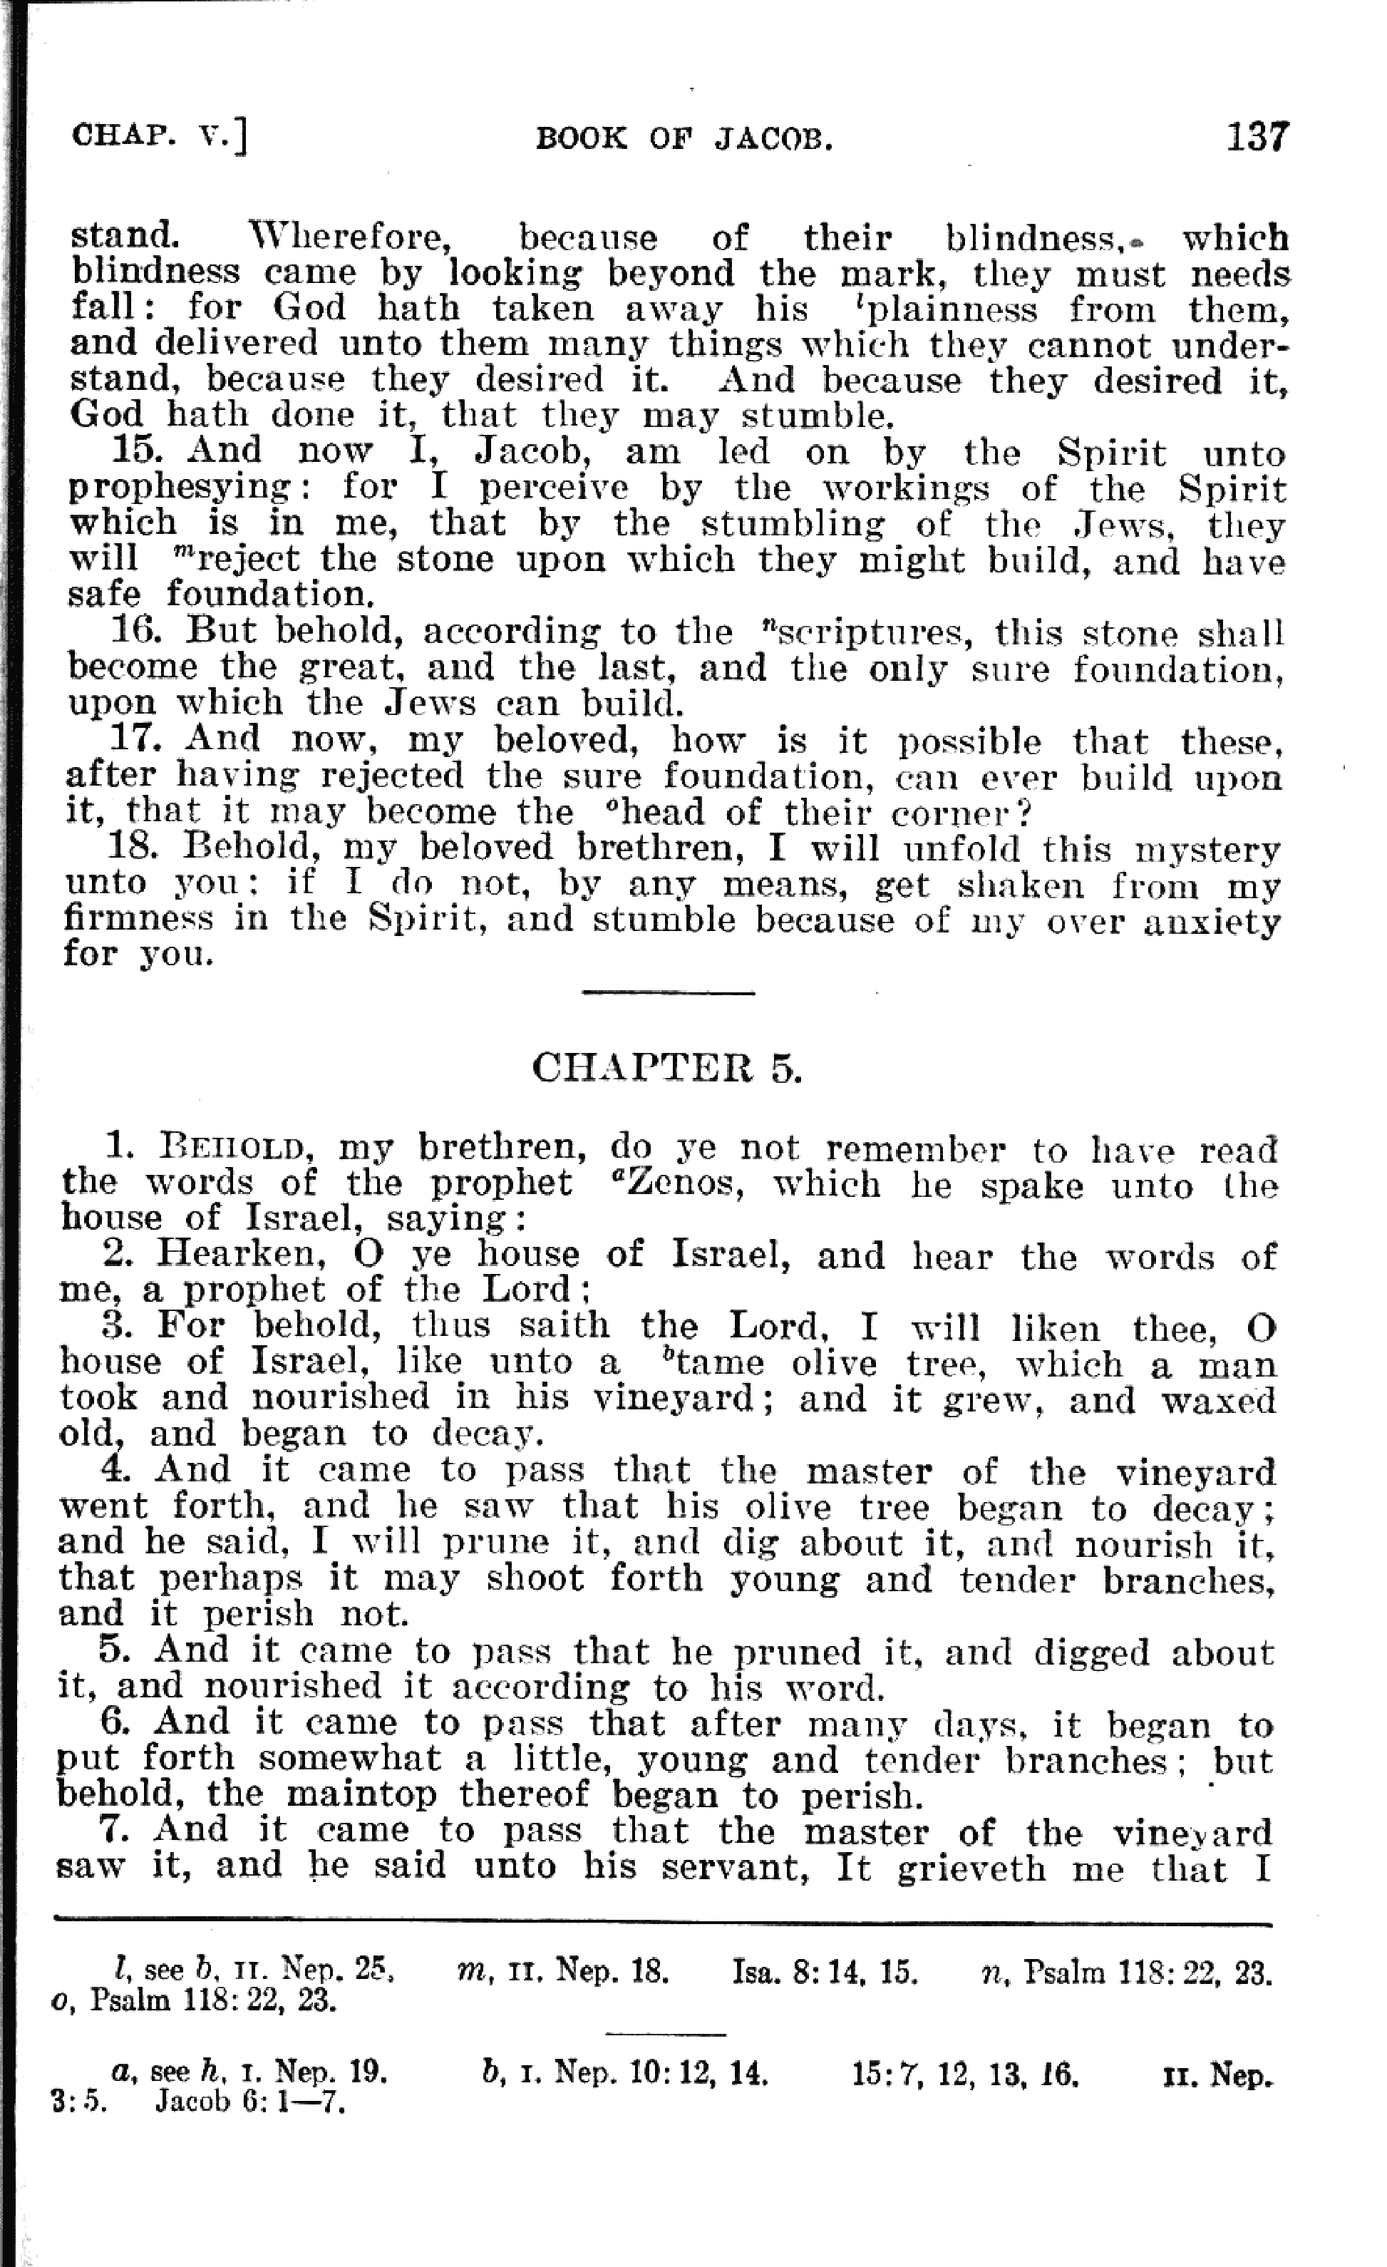 CHAP. V.] BOOK OF JACOB. 137
stand. Wherefore, because of their blindness, which
blindness came by looking beyond the mark, they must needs
fall: for God hath taken away his lplainness from them,
and delivered unto them many things which they cannot under-
stand, because they desired it. And because they desired it,
God hath done it, that they may stumble.
15. And now I, Jacob, am led on by the Spirit unto
prophesying: for I perceive by the workings of the Spirit
which is in me, that by the stumbling of the Jews, they
will mreject the stone upon which they might build, and have
safe foundation.
16. But behold, according to the nscriptures, this stone shall
become the great, and the last, and the only sure foundation,
upon which the Jews can build.
17. And now, my beloved, how is it possible that these,
after having rejected the sure foundation, can ever build upon
it, that it may become the ohead of their corner?
18. Behold, my beloved brethren, I will unfold this mystery
unto you: if I do not, by any means, get shaken from my
firmness in the Spirit, and stumble because of my over anxiety
for you.
CHAPTER 5.
1. BEHOLD, my brethren, do ye not remember to have read
the words of the prophet aZenos, which he spake unto the
house of Israel, saying:
2. Hearken, O ye house of Israel, and hear the words of
me, a prophet of the Lord;
3. For behold, thus saith the Lord, I will liken thee, O
house of Israel, like unto a btame olive tree, which a man
took and nourished in his vineyard; and it grew, and waxed
old, and began to decay.
4. And it came to pass that the master of the vineyard
went forth, and he saw that his olive tree began to decay;
and he said, I will prune it, and dig about it, and nourish it,
that perhaps it may shoot forth young and tender branches,
and it perish not.
5. And it came to pass that he pruned it, and digged about
it, and nourished it according to his word.
6. And it came to pass that after many days, it began to
put forth somewhat a little, young and tender branches; but
behold, the maintop thereof began to perish.
7. And it came to pass that the master of the vineyard
saw it, and he said unto his servant, It grieveth me that I
l, see b, II. Nep. 25. m, II. Nep. 18. Isa. 8:14, 15. n, Psalm 118:22, 23.
o, Psalm 118:22, 23.
a, see h, I. Nep. 19. b, I. Nep. 10:12, 14. 15:7, 12, 13, 16. II. Nep.
3:5. Jacob 6:1—7.